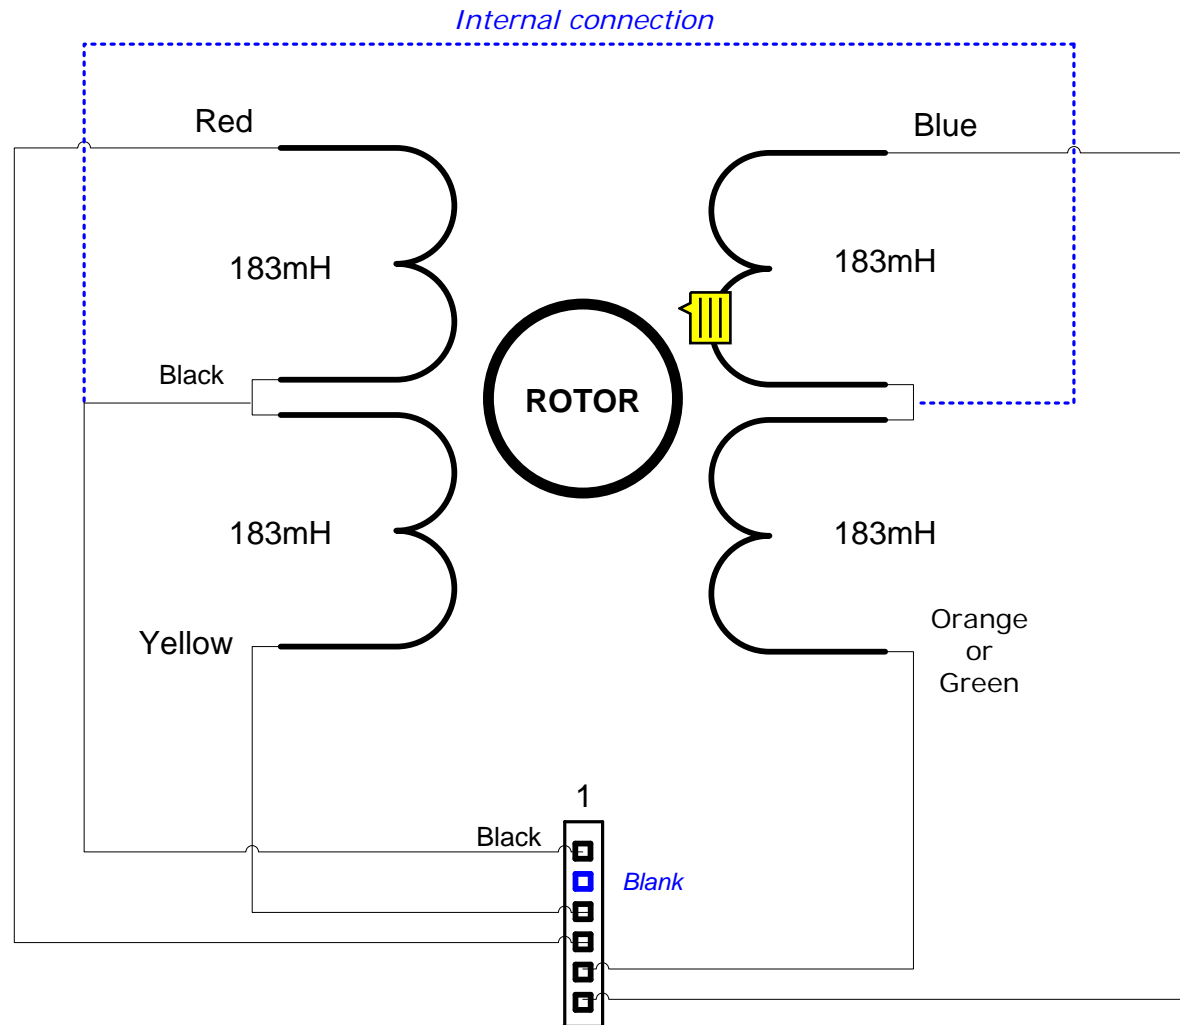 Internal connection
Red
Blue
183mH
183mH
Black
ROTOR
183mH
183mH
Yellow
Orange
or
Green
1
Black
Blank